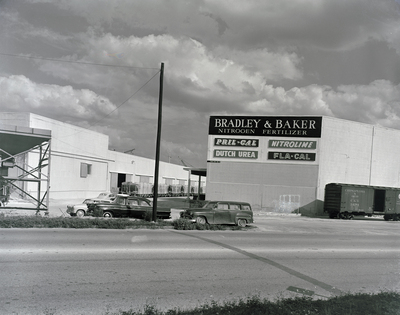 BRADLEY & BAKER
NITROGEN FERTILIZER
PRIL-CAL NITROLIME
DUTCH UREA FLA-CAL